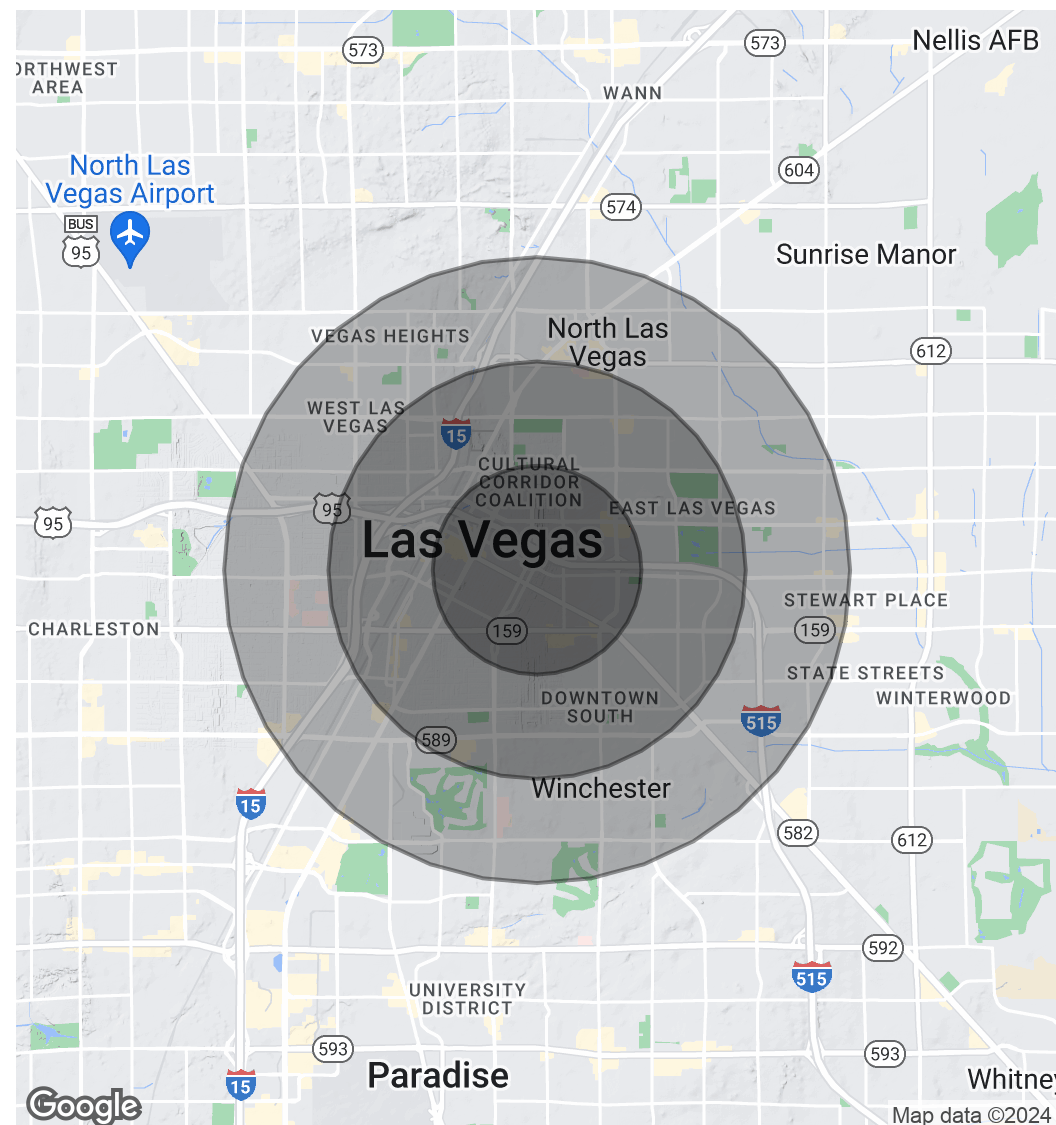 573
573
Nellis AFB
ORTHWEST
AREA
WANN
North Las
Vegas Airport
604
574
BUS
95
Sunrise Manor
VEGAS HEIGHTS
North Las
Vegas
612
WEST LAS
VEGAS
15
CULTURAL
CORRIDOR
COALITION
EAST LAS VEGAS
95
95
Las Vegas
STEWART PLACE
CHARLESTON
159
159
STATE STREETS
WINTERWOOD
DOWNTOWN
SOUTH
515
589
Winchester
15
582
612
592
515
UNIVERSITY
DISTRICT
593
593
Paradise
15
Whitney
Google
Map data ©2024